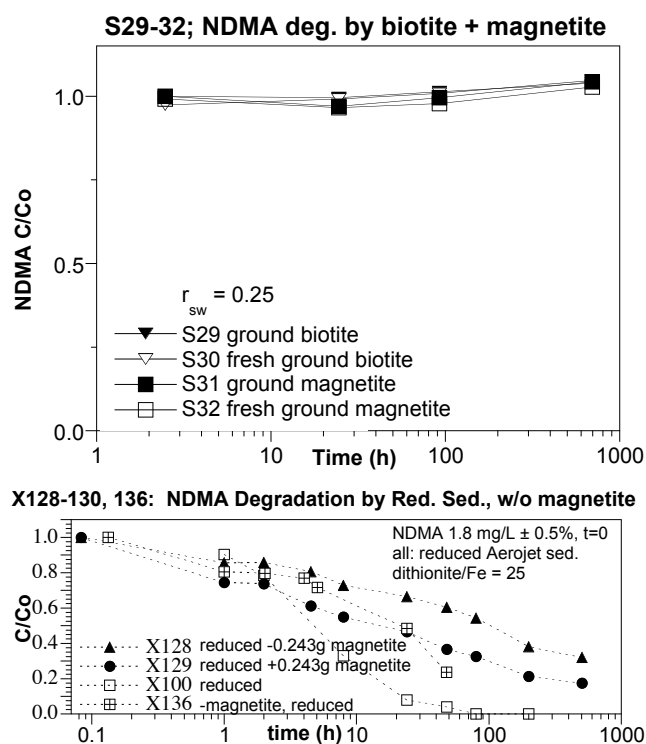 S29-32; NDMA deg. by biotite + magnetite
1.0
0.5
0.0
NDMA C/Co
r_sw = 0.25
S29 ground biotite
S30 fresh ground biotite
S31 ground magnetite
S32 fresh ground magnetite
1 10 100 1000
Time (h)
X128-130, 136: NDMA Degradation by Red. Sed., w/o magnetite
1.0
0.8
0.6
0.4
0.2
0.0
C/Co
NDMA 1.8 mg/L ± 0.5%, t=0
all: reduced Aerojet sed.
dithionite/Fe = 25
X128 reduced -0.243g magnetite
X129 reduced +0.243g magnetite
X100 reduced
X136 -magnetite, reduced
0.1 1 10 100 1000
time (h)